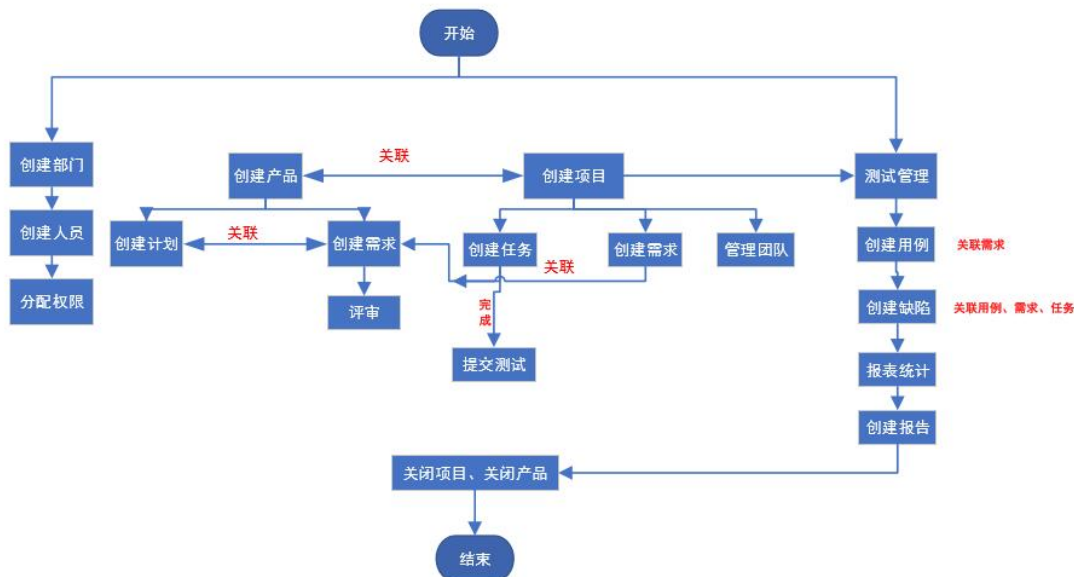 开始
创建部门
创建人员
分配权限
创建产品
关联
创建项目
测试管理
创建计划
关联
创建需求
创建任务
关联
创建需求
管理团队
评审
完
成
提交测试
创建用例
关联需求
创建缺陷
关联用例、需求、任务
报表统计
创建报告
关闭项目、关闭产品
结束